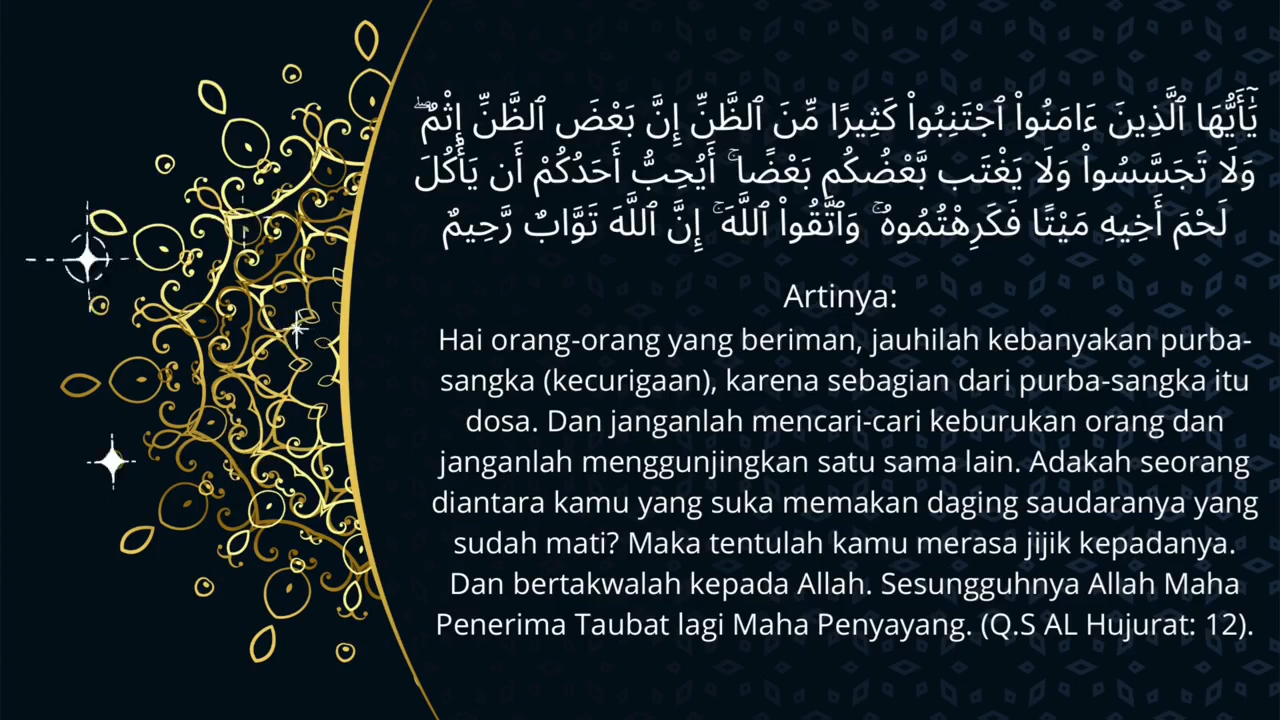 يَٰٓأَيُّهَا ٱلَّذِينَ ءَامَنُوا۟ ٱجْتَنِبُوا۟ كَثِيرًا مِّنَ ٱلظَّنِّ إِنَّ بَعْضَ ٱلظَّنِّ إِثْمٌ ۖ
وَلَا تَجَسَّسُوا۟ وَلَا يَغْتَب بَّعْضُكُم بَعْضًا ۚ أَيُحِبُّ أَحَدُكُمْ أَن يَأْكُلَ
لَحْمَ أَخِيهِ مَيْتًا فَكَرِهْتُمُوهُ ۚ وَٱتَّقُوا۟ ٱللَّهَ ۚ إِنَّ ٱللَّهَ تَوَّابٌ رَّحِيمٌ
Artinya:
Hai orang-orang yang beriman, jauhilah kebanyakan purba-
sangka (kecurigaan), karena sebagian dari purba-sangka itu
dosa. Dan janganlah mencari-cari keburukan orang dan
janganlah menggunjingkan satu sama lain. Adakah seorang
diantara kamu yang suka memakan daging saudaranya yang
sudah mati? Maka tentulah kamu merasa jijik kepadanya.
Dan bertakwalah kepada Allah. Sesungguhnya Allah Maha
Penerima Taubat lagi Maha Penyayang. (Q.S AL Hujurat: 12).